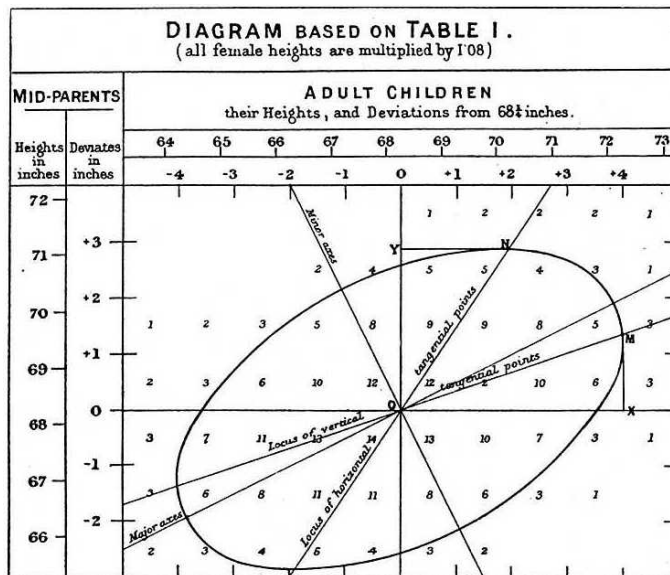 DIAGRAM BASED ON TABLE I.
(all female heights are multiplied by 1'08)
MID-PARENTS
ADULT CHILDREN
their Heights, and Deviations from 68¼ inches.
Heights in inches
Deviates in inches
64 65 66 67 68 69 70 71 72 73
-4 -3 -2 -1 0 +1 +2 +3 +4
72
71
70
69
68
67
66
+3
+2
+1
0
-1
-2
1 2 2 2 1
2 4 5 5 4 3 1
1 2 3 5 8 9 9 8 5 3
2 3 6 10 12 12 2 10 6 3
3 7 11 13 14 13 10 7 3 1
3 6 8 11 11 8 6 3 1
2 3 4 6 4 3 2
Minor axes
Y
N
tangential points
tangential points
M
O
X
Locus of vertical
Major axes
Locus of horizontal